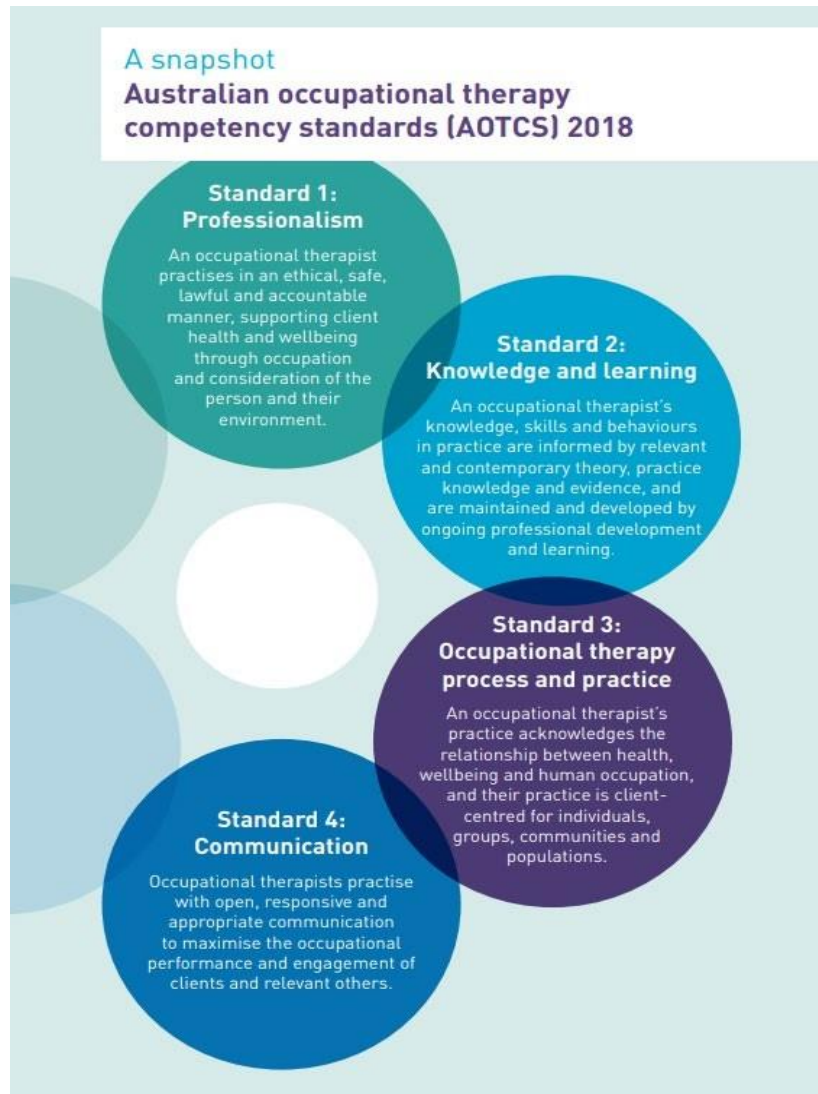 A snapshot
Australian occupational therapy
competency standards (AOTCS) 2018
Standard 1:
Professionalism
An occupational therapist
practises in an ethical, safe,
lawful and accountable
manner, supporting client
health and wellbeing
through occupation
and consideration of the
person and their
environment.
Standard 2:
Knowledge and learning
An occupational therapist’s
knowledge, skills and behaviours
in practice are informed by relevant
and contemporary theory, practice
knowledge and evidence, and
are maintained and developed by
ongoing professional development
and learning.
Standard 3:
Occupational therapy
process and practice
An occupational therapist’s
practice acknowledges the
relationship between health,
wellbeing and human occupation,
and their practice is client-
centred for individuals,
groups, communities and
populations.
Standard 4:
Communication
Occupational therapists practise
with open, responsive and
appropriate communication
to maximise the occupational
performance and engagement of
clients and relevant others.